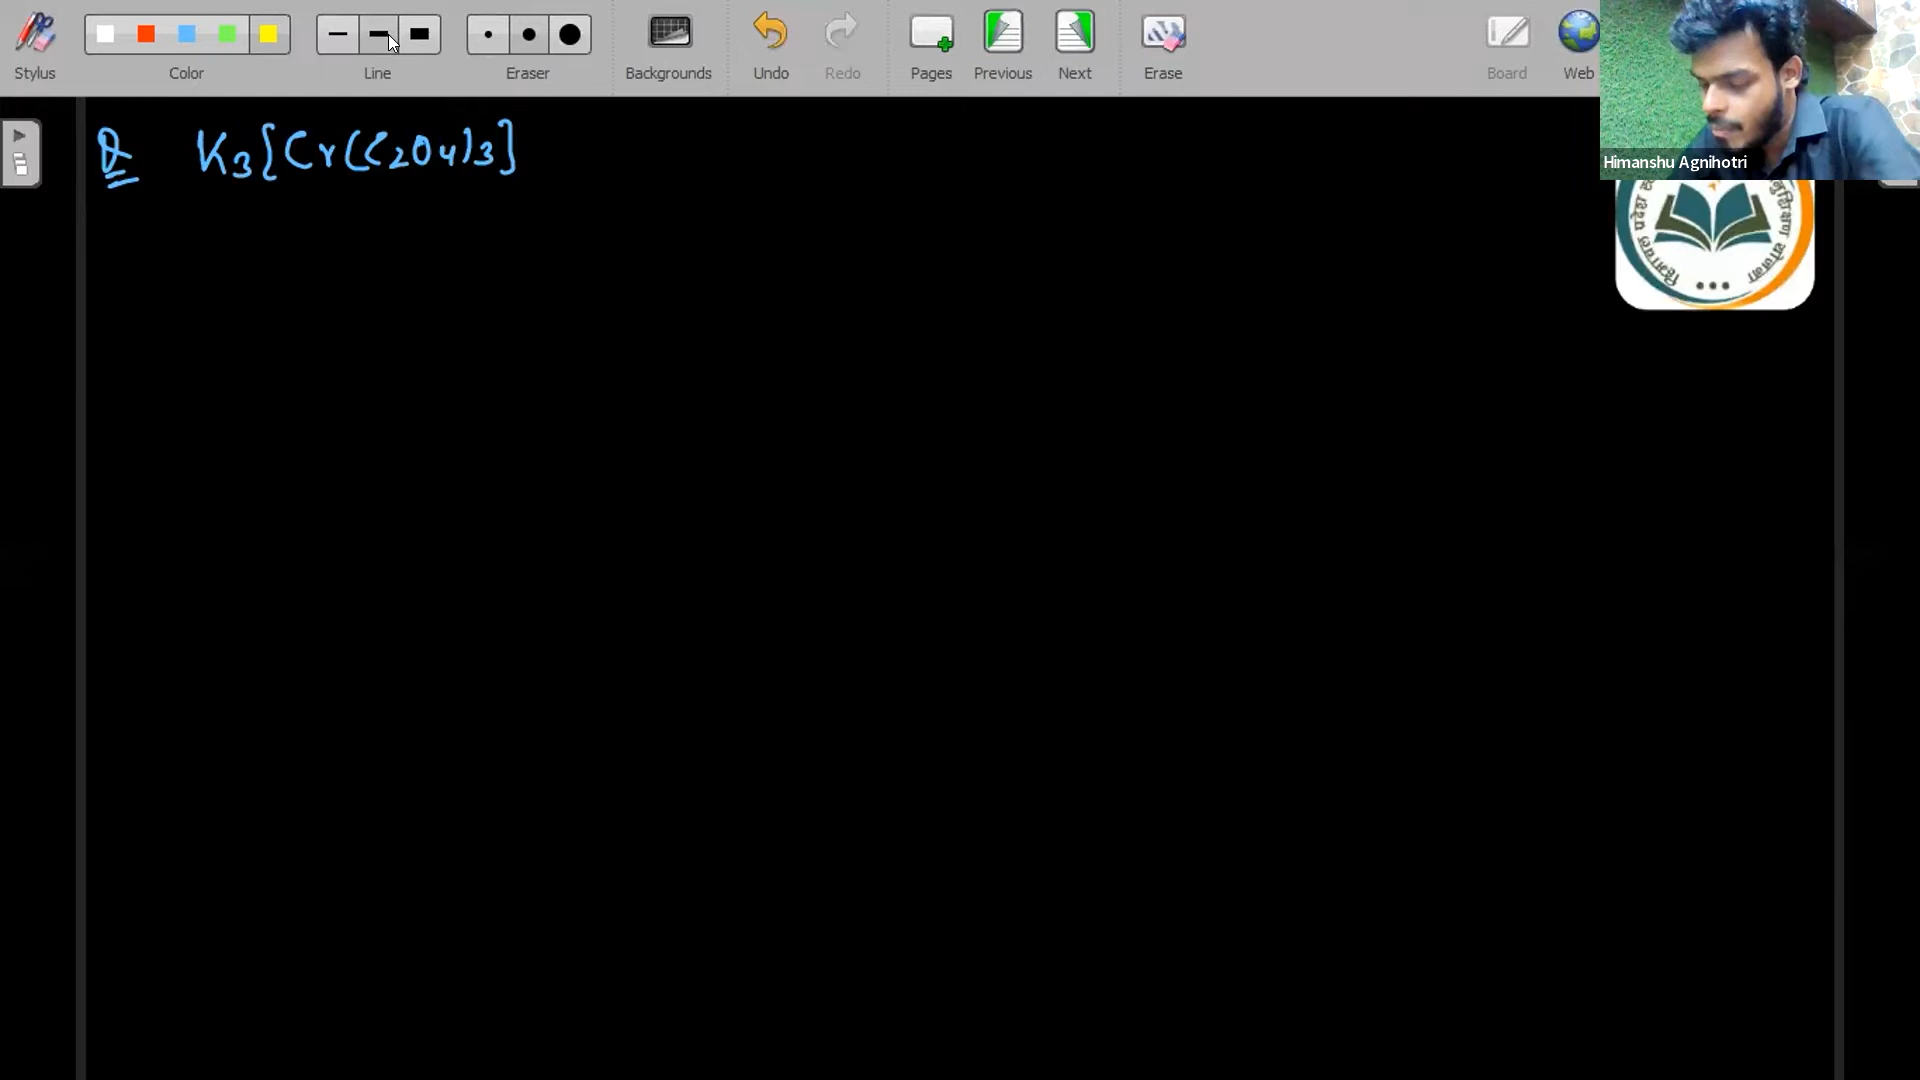 Stylus Color Line Eraser Backgrounds Undo Redo Pages Previous Next Erase Board Web
Himanshu Agnihotri
Q K3[Cr(C2O4)3]